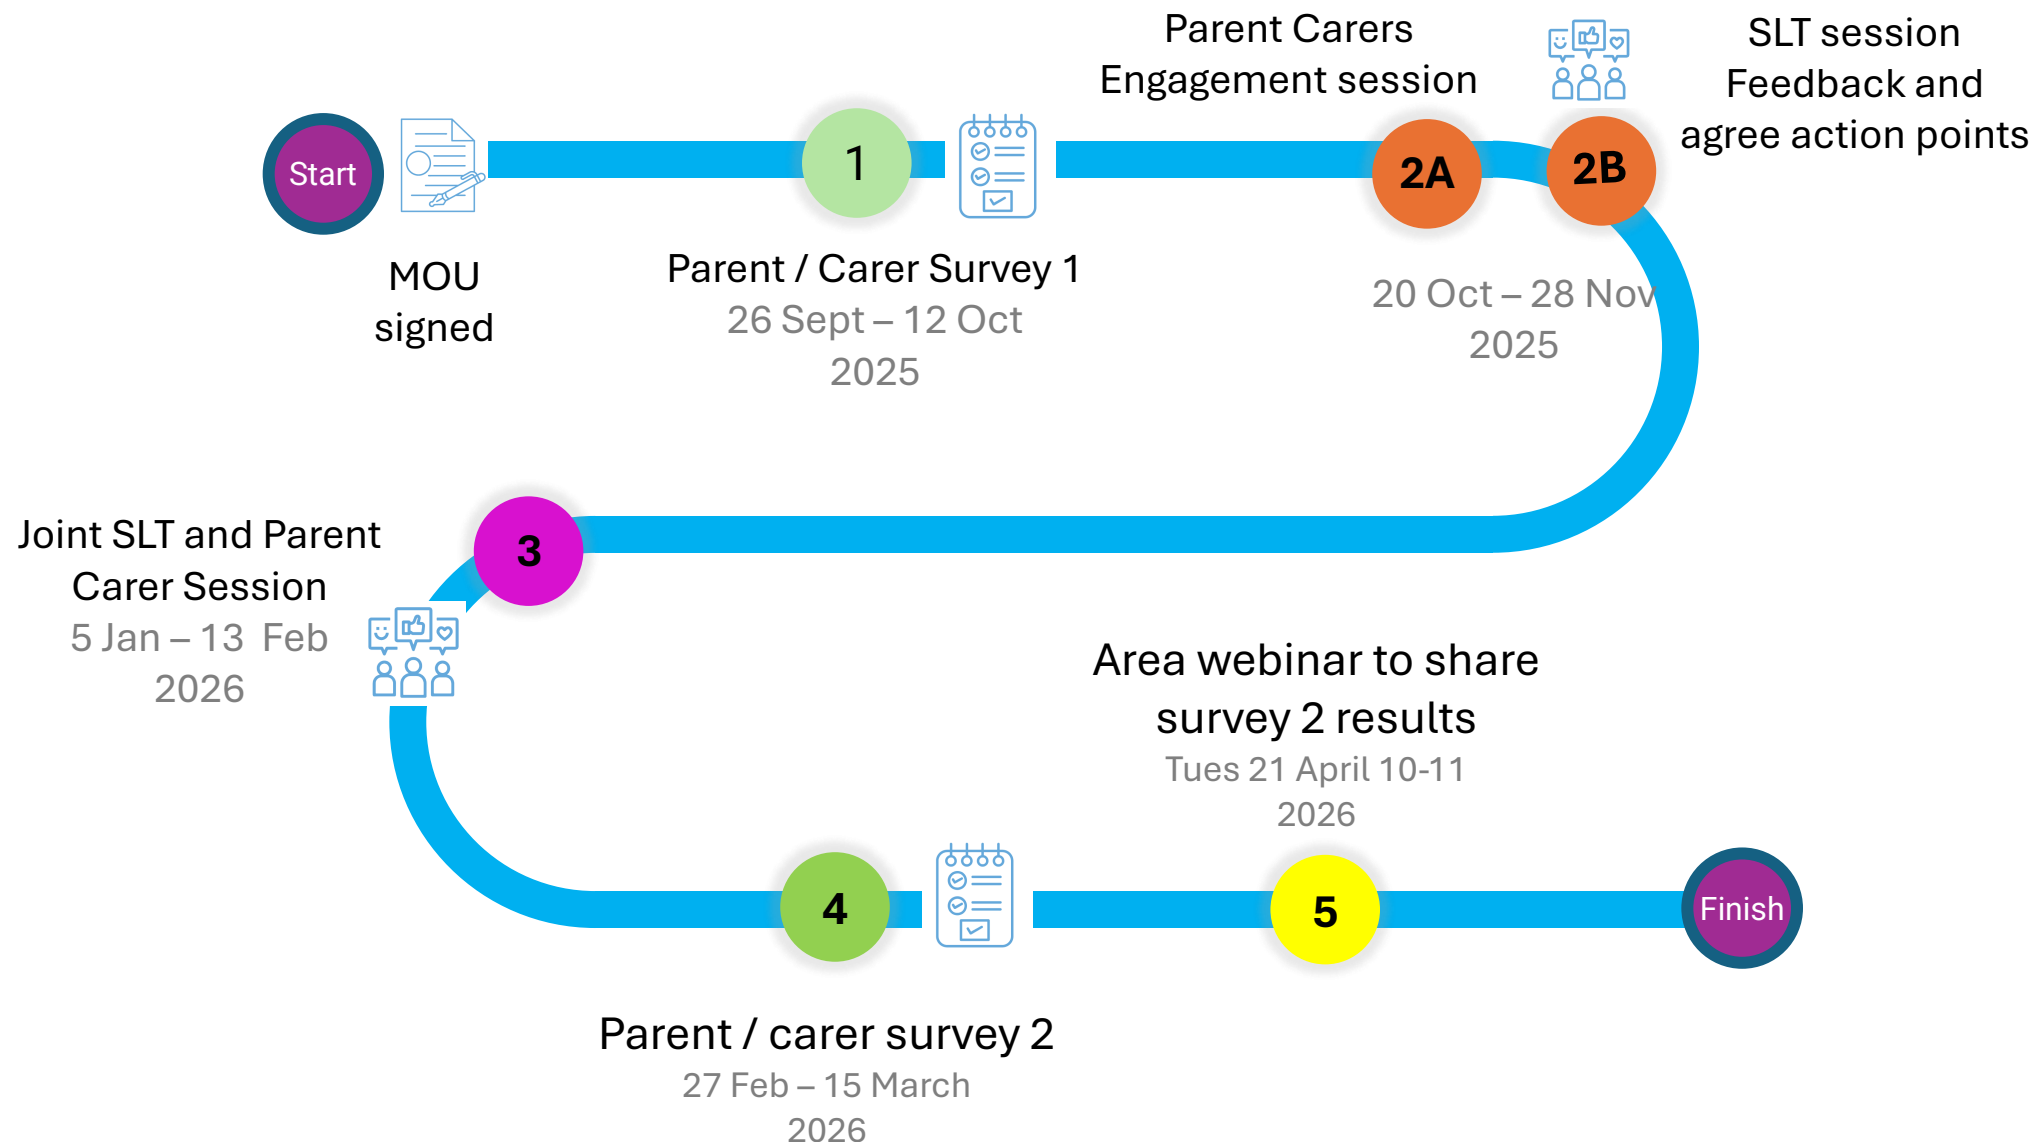 Start
MOU
signed
1
Parent / Carer Survey 1
26 Sept – 12 Oct
2025
Parent Carers
Engagement session
2A
2B
SLT session
Feedback and
agree action points
20 Oct – 28 Nov
2025
3
Joint SLT and Parent
Carer Session
5 Jan – 13  Feb
2026
4
Parent / carer survey 2
27 Feb – 15 March
2026
Area webinar to share
survey 2 results
Tues 21 April 10-11
2026
5
Finish